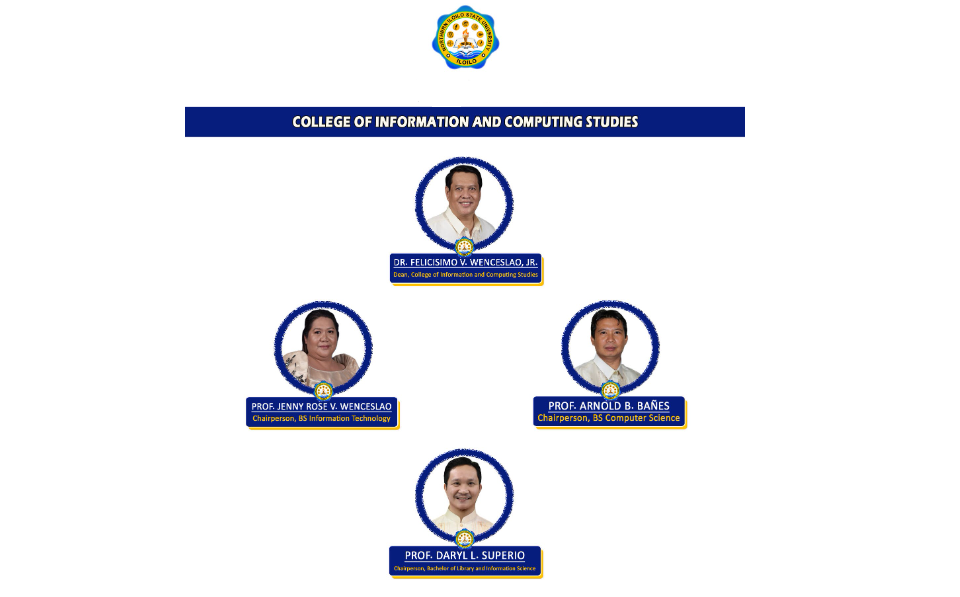 NORTHERN ILOILO STATE UNIVERSITY
ILOILO
COLLEGE OF INFORMATION AND COMPUTING STUDIES
DR. FELICISIMO V. WENCESLAO, JR.
Dean, College of Information and Computing Studies
PROF. JENNY ROSE V. WENCESLAO
Chairperson, BS Information Technology
PROF. ARNOLD B. BAÑES
Chairperson, BS Computer Science
PROF. DARYL L. SUPERIO
Chairperson, Bachelor of Library and Information Science